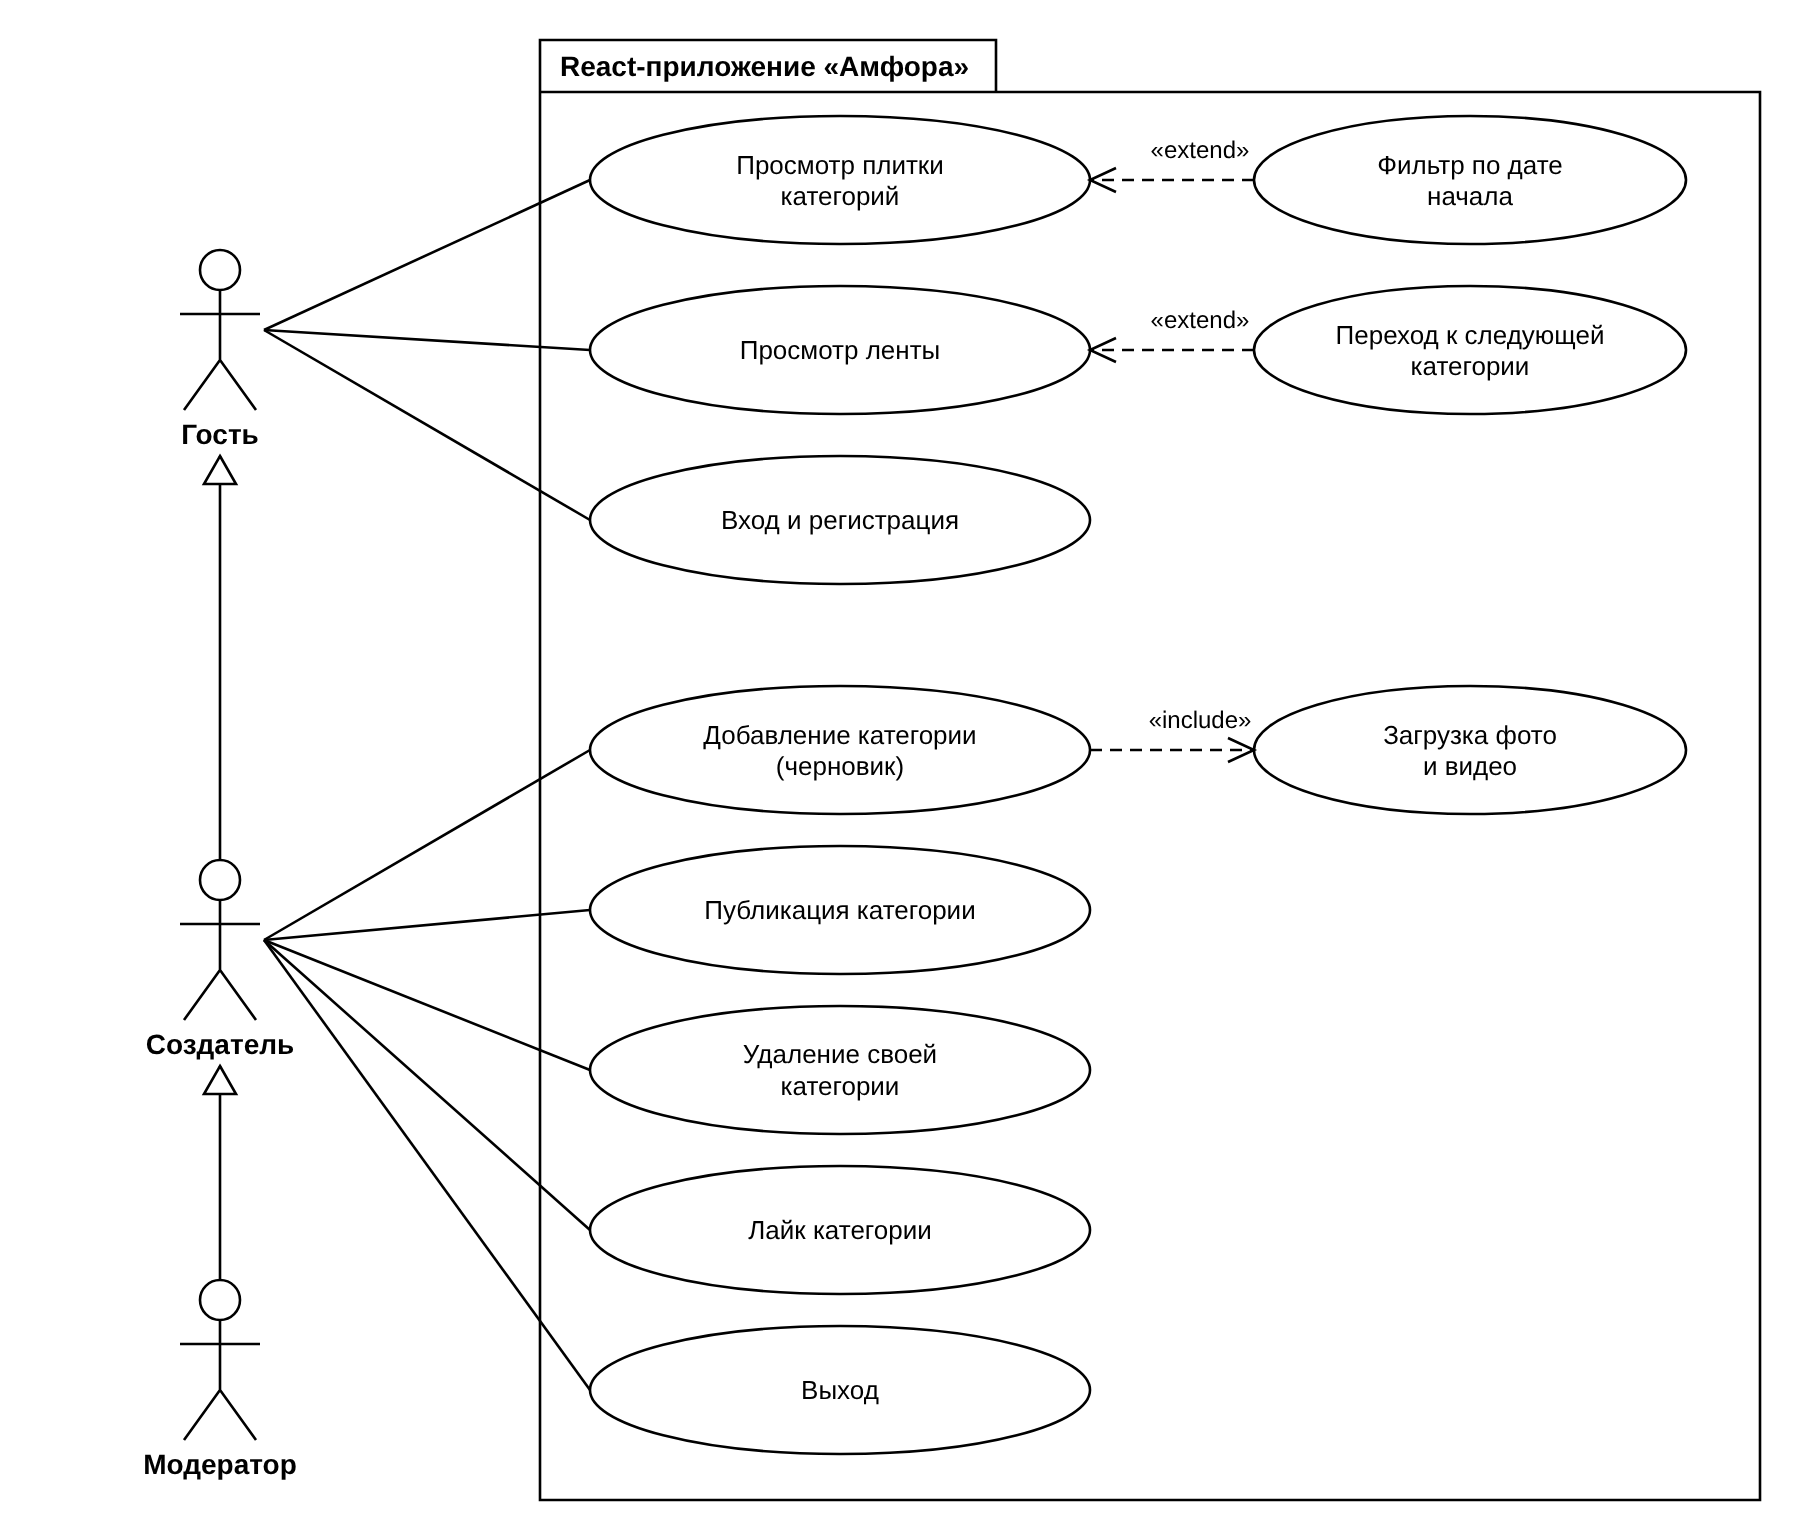 React-приложение «Амфора»
Просмотр плитки
категорий
«extend»
Фильтр по дате
начала
Просмотр ленты
«extend»
Переход к следующей
категории
Гость
Вход и регистрация
Добавление категории
(черновик)
«include»
Загрузка фото
и видео
Публикация категории
Создатель
Удаление своей
категории
Лайк категории
Выход
Модератор